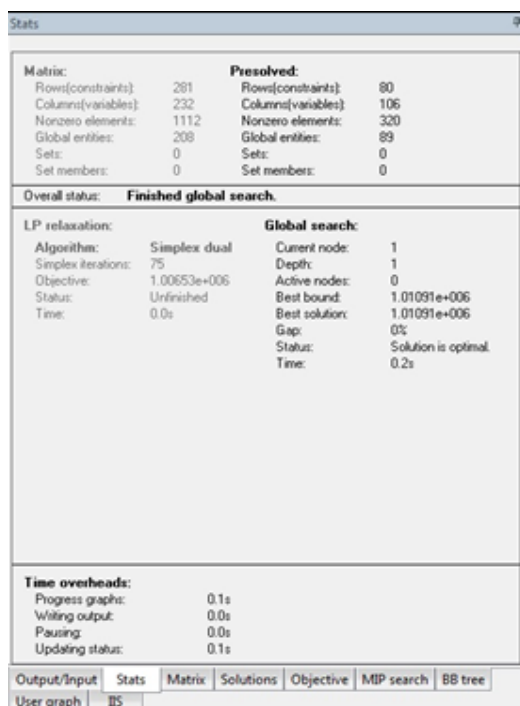 Stats
Matrix: Presolved:
Rows(constraints): 281 Rows(constraints): 80
Columns(variables): 232 Columns(variables): 106
Nonzero elements: 1112 Nonzero elements: 320
Global entities: 208 Global entities: 89
Sets: 0 Sets: 0
Set members: 0 Set members: 0
Overall status: Finished global search.
LP relaxation: Global search:
Algorithm: Simplex dual Current node: 1
Simplex iterations: 75 Depth: 1
Objective: 1.00653e+006 Active nodes: 0
Status: Unfinished Best bound: 1.01091e+006
Time: 0.0s Best solution: 1.01091e+006
Gap: 0%
Status: Solution is optimal.
Time: 0.2s
Time overheads:
Progress graphs: 0.1s
Writing output: 0.0s
Pausing: 0.0s
Updating status: 0.1s
Output/Input Stats Matrix Solutions Objective MIP search BB tree
User graph IIS